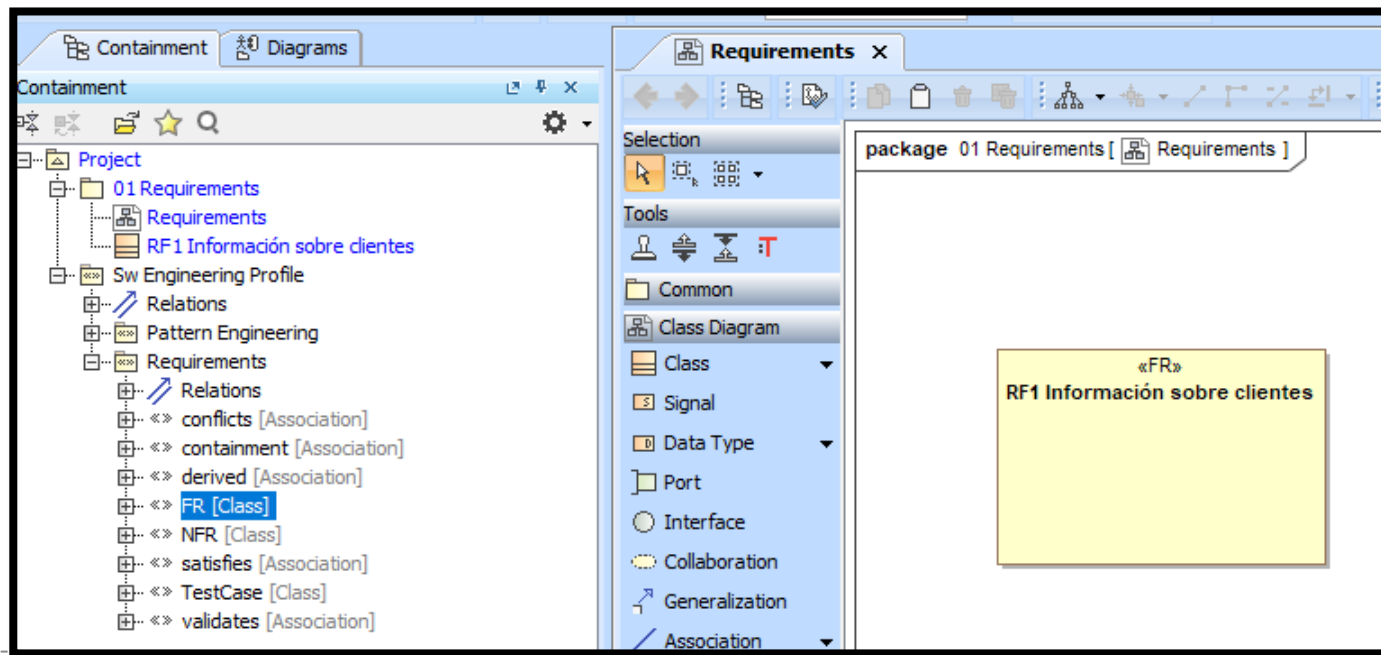 Containment
Diagrams
Containment
Project
01 Requirements
Requirements
RF1 Información sobre clientes
Sw Engineering Profile
Relations
Pattern Engineering
Requirements
Relations
conflicts [Association]
containment [Association]
derived [Association]
FR [Class]
NFR [Class]
satisfies [Association]
TestCase [Class]
validates [Association]
Requirements
Selection
Tools
Common
Class Diagram
Class
Signal
Data Type
Port
Interface
Collaboration
Generalization
Association
package 01 Requirements [ Requirements ]
«FR»
RF1 Información sobre clientes